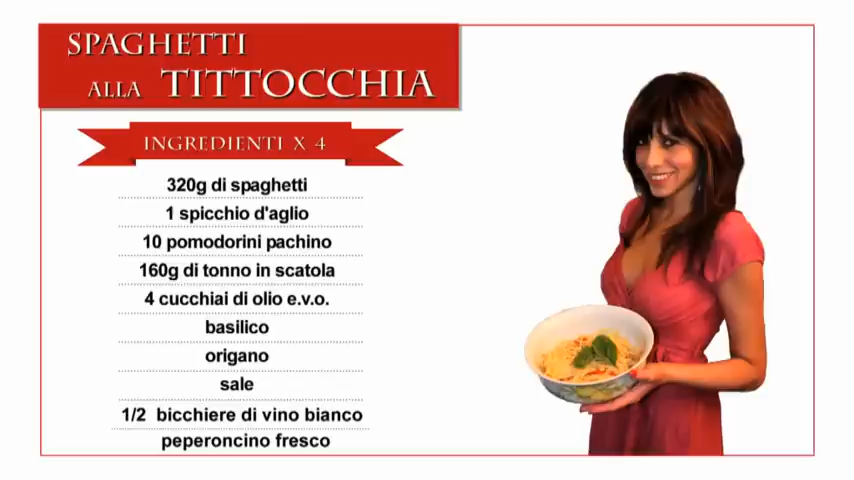 SPAGHETTI
ALLA TITTOCCHIA
INGREDIENTI X 4
320g di spaghetti
1 spicchio d'aglio
10 pomodorini pachino
160g di tonno in scatola
4 cucchiai di olio e.v.o.
basilico
origano
sale
1/2 bicchiere di vino bianco
peperoncino fresco